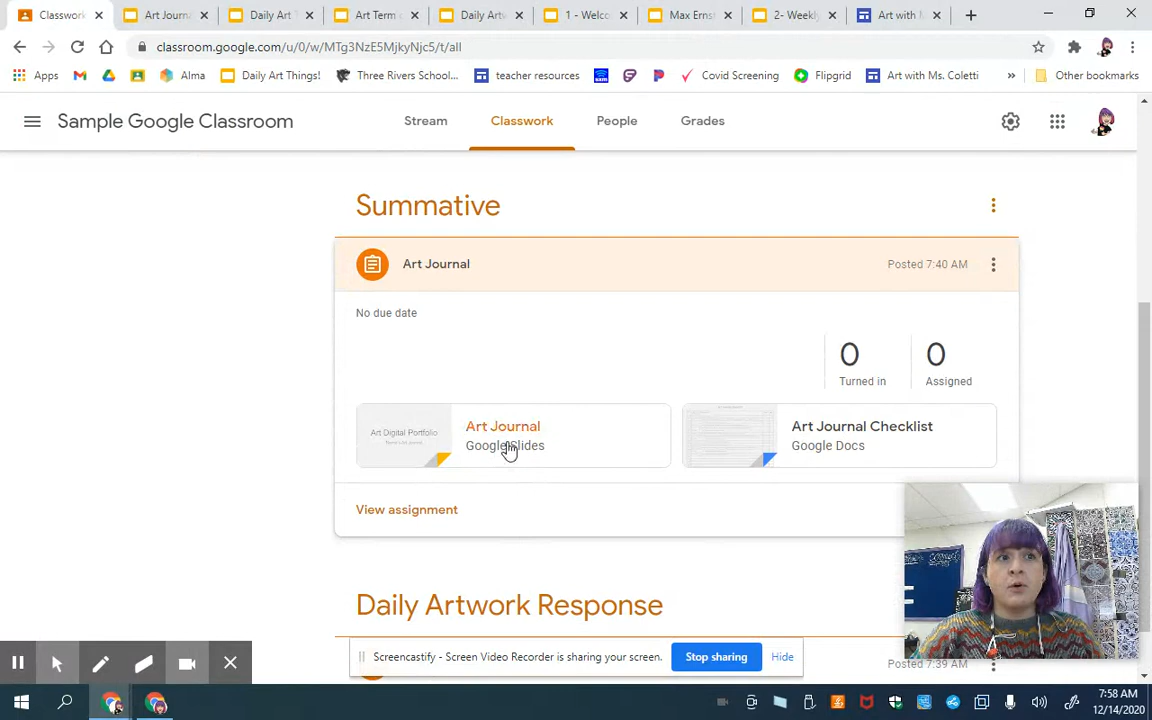 Classwork
Art Journal
Daily Art T
Art Term o
Daily Artw
1 - Welco
Max Ernst
2- Weekly
Art with
classroom.google.com/u/0/w/MTg3NzE5MjkyNjc5/t/all
Apps
Alma
Daily Art Things!
Three Rivers School...
teacher resources
Covid Screening
Flipgrid
Art with Ms. Coletti
Other bookmarks
Sample Google Classroom
Stream
Classwork
People
Grades
Summative
Art Journal
Posted 7:40 AM
No due date
0
0
Turned in
Assigned
Art Digital Portfolio
Art Journal
Google Slides
Art Journal Checklist
Google Docs
View assignment
Daily Artwork Response
Screencastify - Screen Video Recorder is sharing your screen.
Stop sharing
Hide
Posted 7:39 AM
7:58 AM
12/14/2020